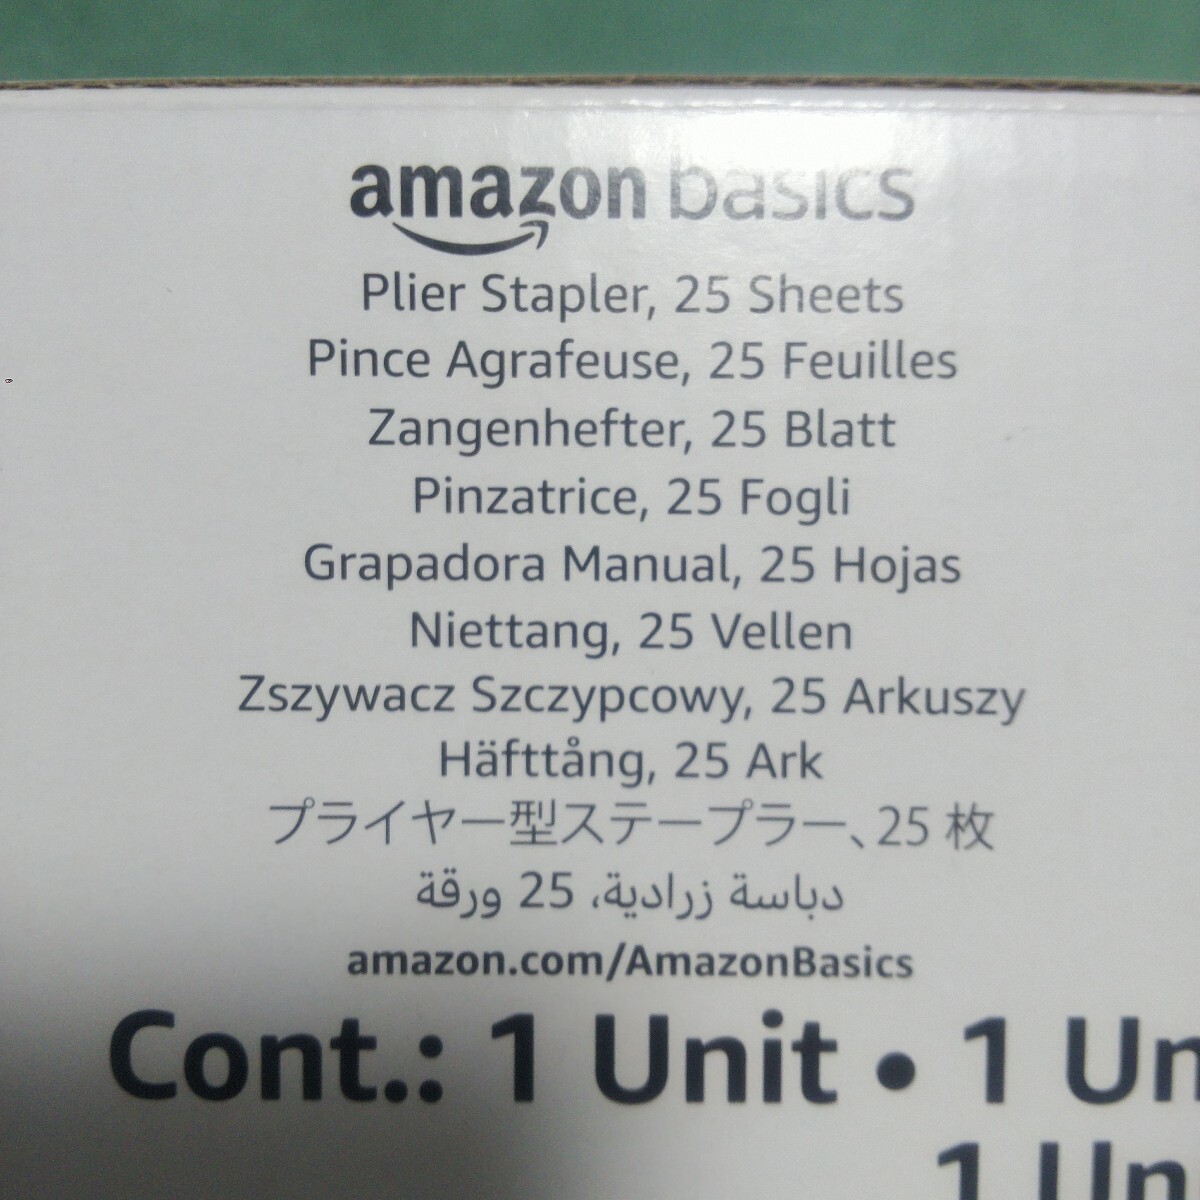 amazon basics
Plier Stapler, 25 Sheets
Pince Agrafeuse, 25 Feuilles
Zangenhefter, 25 Blatt
Pinzatrice, 25 Fogli
Grapadora Manual, 25 Hojas
Niettang, 25 Vellen
Zszywacz Szczypcowy, 25 Arkuszy
Häfttång, 25 Ark
プライヤー型ステープラー、25 枚
دباسة زرادية، 25 ورقة
amazon.com/AmazonBasics
Cont.: 1 Unit • 1
1